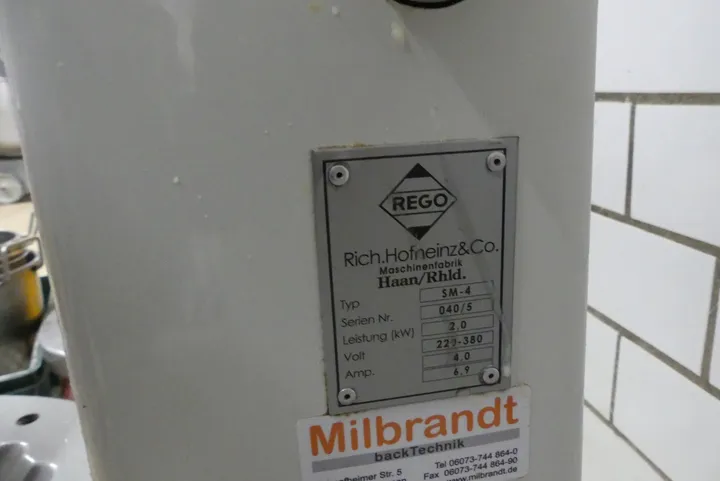 REGO
Rich.Hofheinz&Co.
Maschinenfabrik
Haan/Rhld.
Typ SM-4
Serien Nr. 040/5
Leistung (kW) 2,0
Volt 220-380
Amp. 4.0
6.9
Milbrandt
backTechnik
Str. 5 Tel 06073-744 864-0
Fax 06073-744 864-90
www.milbrandt.de